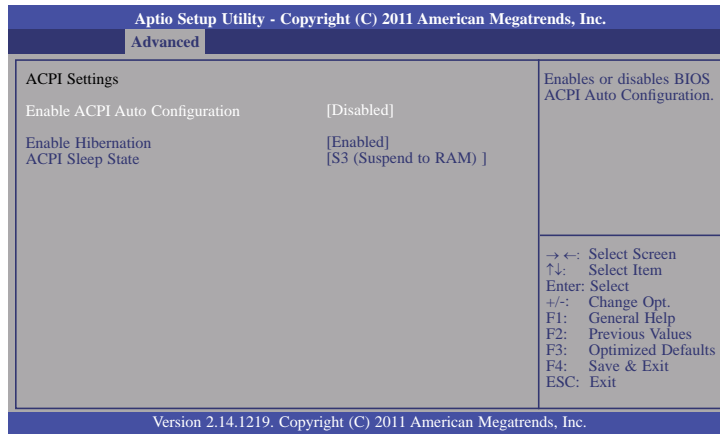 Aptio Setup Utility - Copyright (C) 2011 American Megatrends, Inc.
Advanced
ACPI Settings
Enable ACPI Auto Configuration [Disabled]
Enable Hibernation [Enabled]
ACPI Sleep State [S3 (Suspend to RAM) ]
Enables or disables BIOS
ACPI Auto Configuration.
→ ←: Select Screen
↑↓: Select Item
Enter: Select
+/-: Change Opt.
F1: General Help
F2: Previous Values
F3: Optimized Defaults
F4: Save & Exit
ESC: Exit
Version 2.14.1219. Copyright (C) 2011 American Megatrends, Inc.